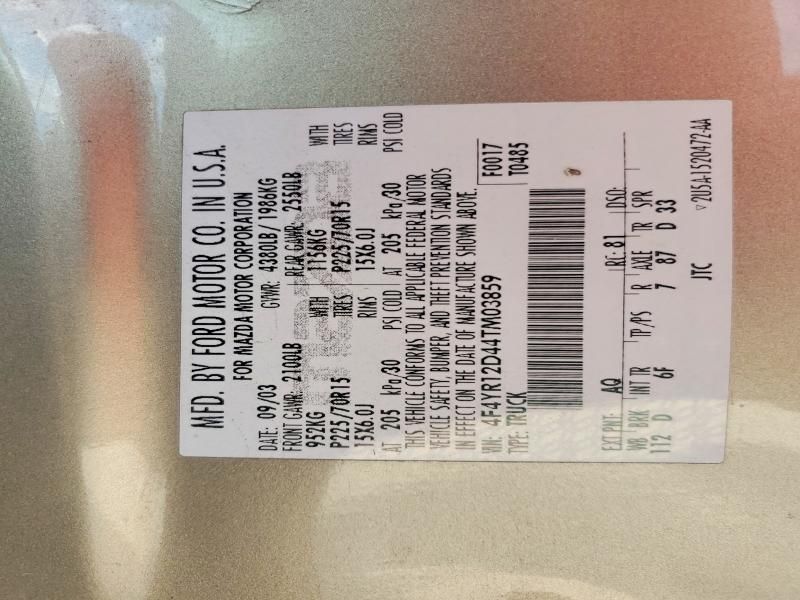 MFD. BY FORD MOTOR CO. IN U.S.A.
FOR MAZDA MOTOR CORPORATION
DATE: 09/03 GVWR: 4380LB/ 1986KG
FRONT GAWR: 2100LB REAR GAWR: 2550LB
952KG WITH 1156KG WITH
P225/70R15 TIRES P225/70R15 TIRES
15X6.0J RIMS 15X6.0J RIMS
AT 205 kPa/30 PSI COLD AT 205 kPa/30 PSI COLD
THIS VEHICLE CONFORMS TO ALL APPLICABLE FEDERAL MOTOR
VEHICLE SAFETY, BUMPER, AND THEFT PREVENTION STANDARDS
IN EFFECT ON THE DATE OF MANUFACTURE SHOWN ABOVE.
VIN: 4F4YR12D44TM03859 F0017
TYPE: TRUCK T0485
EXT PNT: AQ RC: 81 DSO:
WB BRK INT TR TP/PS R AXLE TR SPR
112 D 6F 7 87 D 33
JTC ▽2U5A1520472-AA